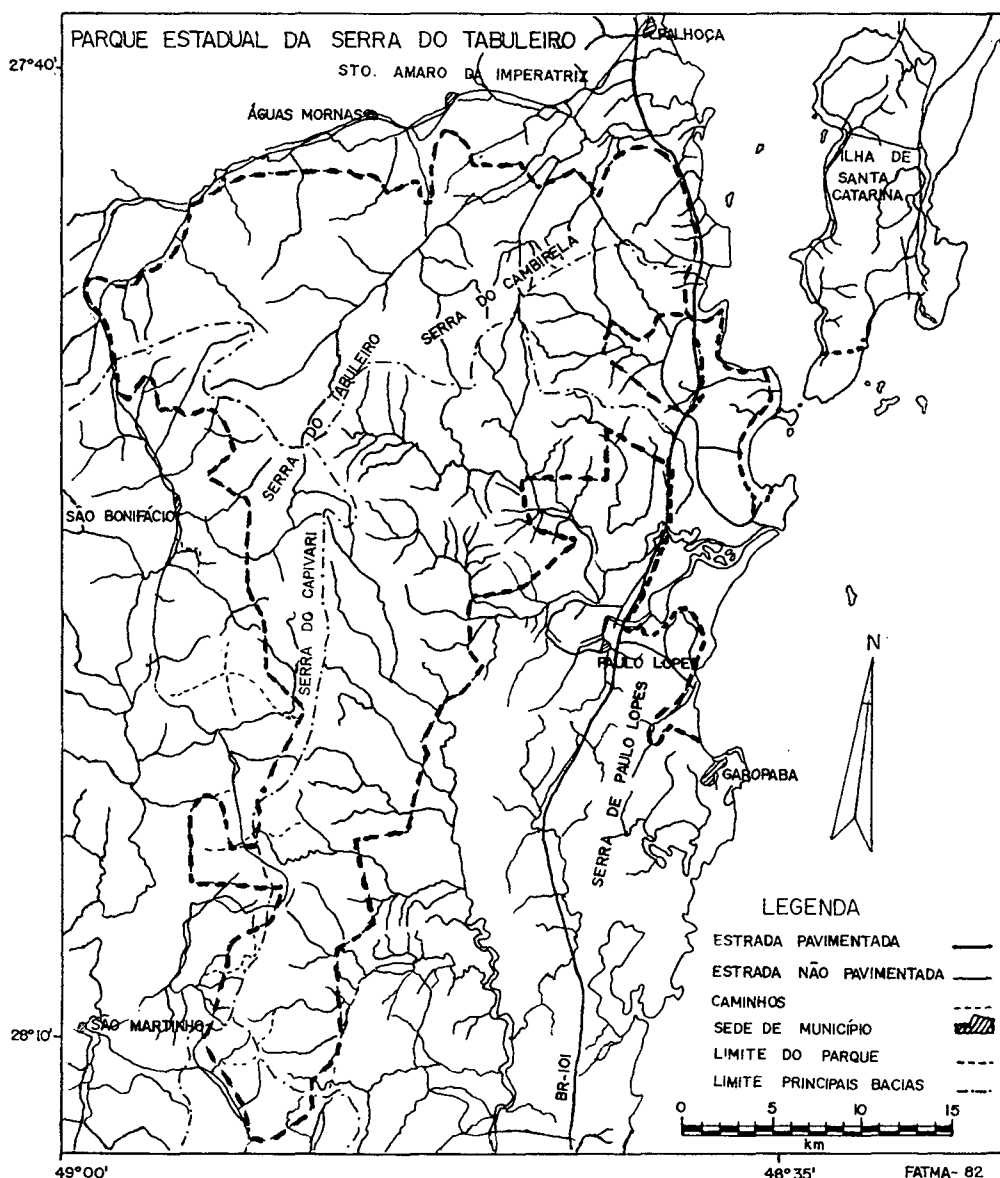 PARQUE ESTADUAL DA SERRA DO TABULEIRO
PALHOÇA
27°40'
STO. AMARO DA IMPERATRIZ
ÁGUAS MORNAS
ILHA DE
SANTA
CATARINA
SERRA DO CAMBIRELA
SERRA DO TABULEIRO
SÃO BONIFÁCIO
SERRA DO CAPIVARI
N
PAULO LOPES
SERRA DE PAULO LOPES
GAROPABA
LEGENDA
ESTRADA PAVIMENTADA
ESTRADA NÃO PAVIMENTADA
CAMINHOS
SEDE DE MUNICÍPIO
LIMITE DO PARQUE
LIMITE PRINCIPAIS BACIAS
SÃO MARTINHO
28°10'
BR-101
0 5 10 15
km
49°00'
48°35'
FATMA-82